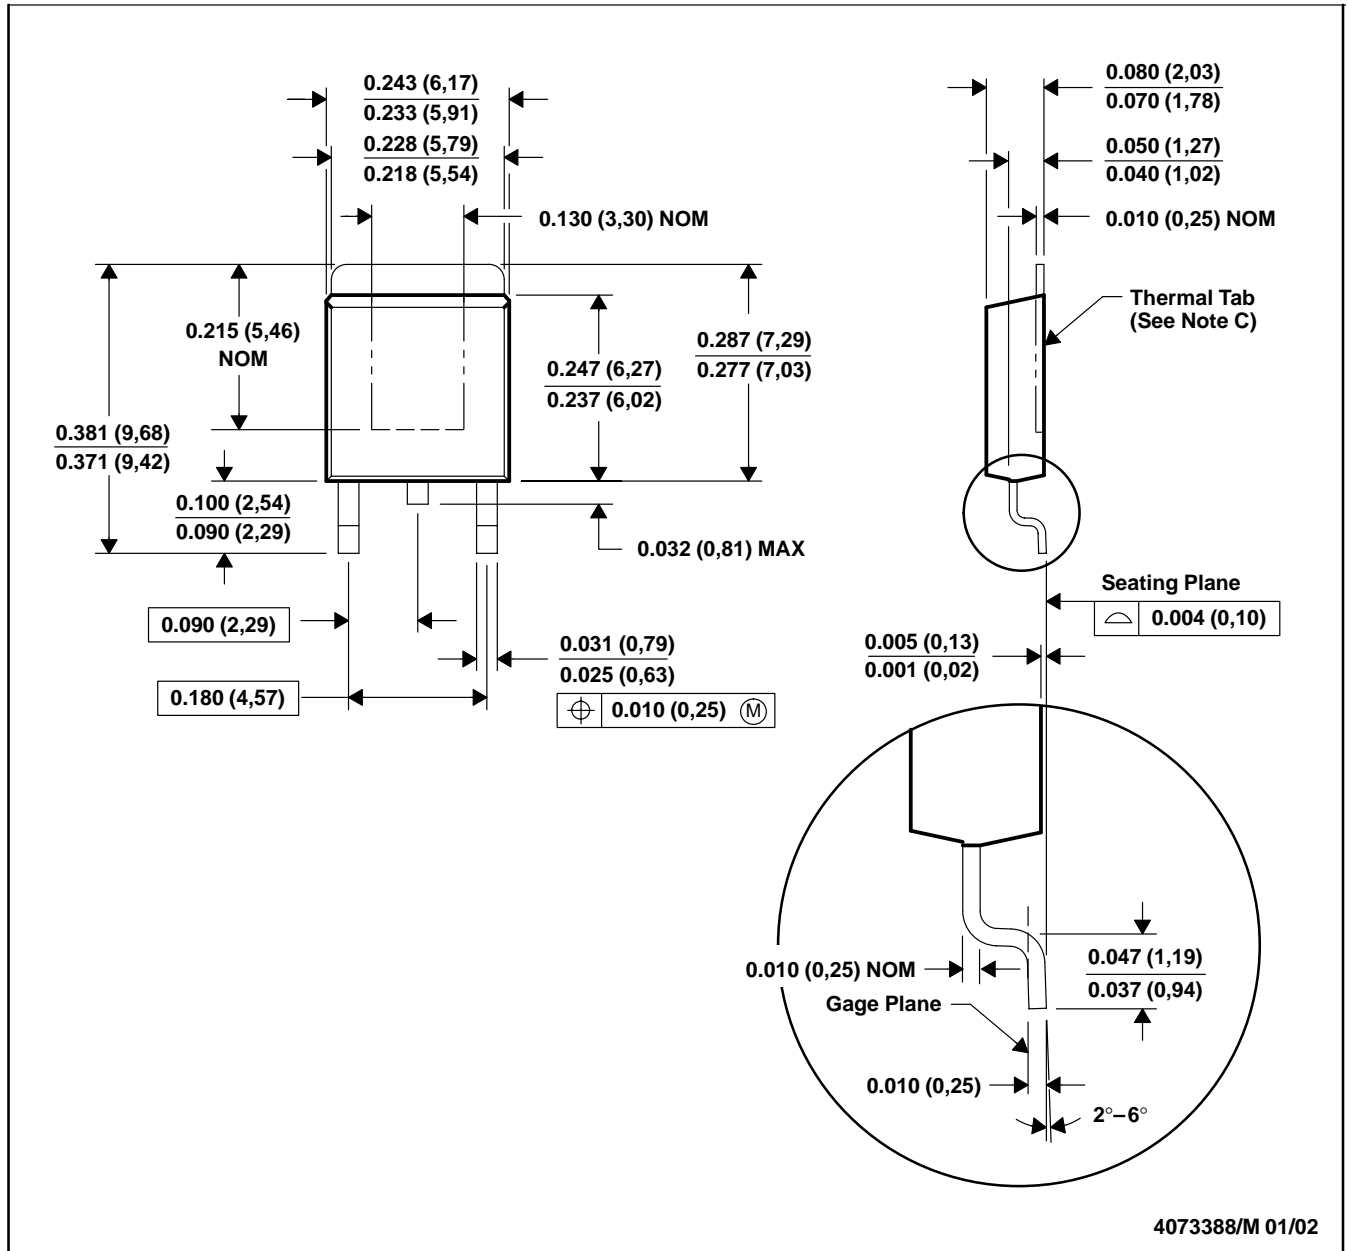 0.243 (6,17)
0.233 (5,91)
0.228 (5,79)
0.218 (5,54)
0.130 (3,30) NOM
0.215 (5,46)
NOM
0.247 (6,27)
0.237 (6,02)
0.287 (7,29)
0.277 (7,03)
0.381 (9,68)
0.371 (9,42)
0.100 (2,54)
0.090 (2,29)
0.032 (0,81) MAX
0.090 (2,29)
0.180 (4,57)
0.031 (0,79)
0.025 (0,63)
0.010 (0,25) Ⓜ
0.080 (2,03)
0.070 (1,78)
0.050 (1,27)
0.040 (1,02)
0.010 (0,25) NOM
Thermal Tab
(See Note C)
Seating Plane
0.004 (0,10)
0.005 (0,13)
0.001 (0,02)
0.010 (0,25) NOM
Gage Plane
0.047 (1,19)
0.037 (0,94)
0.010 (0,25)
2°–6°
4073388/M 01/02